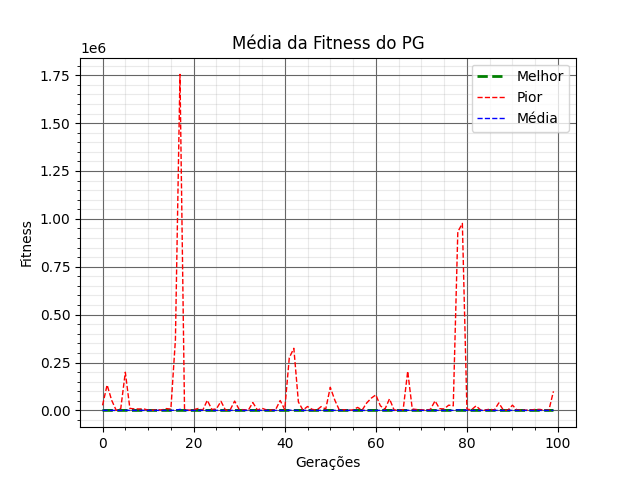 Média da Fitness do PG
1e6
1.75
1.50
1.25
1.00
0.75
0.50
0.25
0.00
Fitness
Melhor
Pior
Média
0 20 40 60 80 100
Gerações